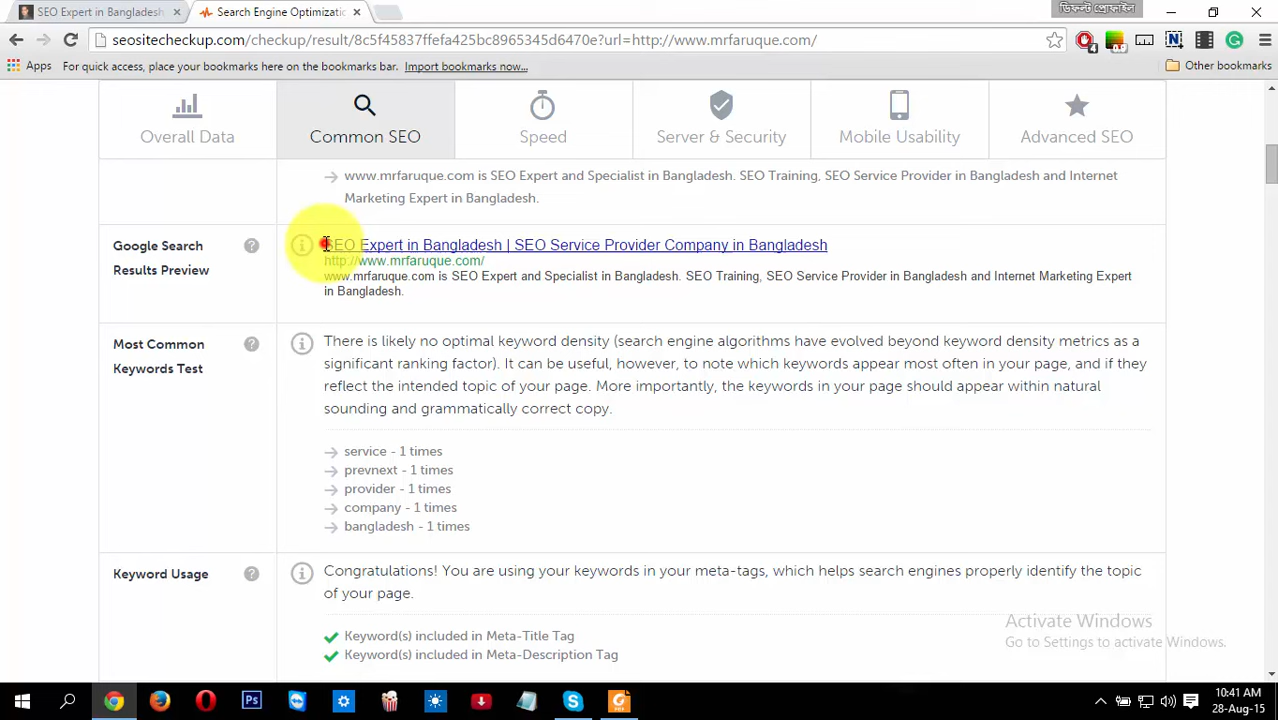 SEO Expert in Bangladesh
Search Engine Optimizatic
ডিফল্ট প্রোফাইল
seositecheckup.com/checkup/result/8c5f45837ffefa425bc8965345d6470e?url=http://www.mrfaruque.com/
Apps For quick access, place your bookmarks here on the bookmarks bar. Import bookmarks now... Other bookmarks
Overall Data
Common SEO
Speed
Server & Security
Mobile Usability
Advanced SEO
www.mrfaruque.com is SEO Expert and Specialist in Bangladesh. SEO Training, SEO Service Provider in Bangladesh and Internet
Marketing Expert in Bangladesh.
Google Search
Results Preview
SEO Expert in Bangladesh | SEO Service Provider Company in Bangladesh
http://www.mrfaruque.com/
www.mrfaruque.com is SEO Expert and Specialist in Bangladesh. SEO Training, SEO Service Provider in Bangladesh and Internet Marketing Expert
in Bangladesh.
Most Common
Keywords Test
There is likely no optimal keyword density (search engine algorithms have evolved beyond keyword density metrics as a
significant ranking factor). It can be useful, however, to note which keywords appear most often in your page, and if they
reflect the intended topic of your page. More importantly, the keywords in your page should appear within natural
sounding and grammatically correct copy.
service - 1 times
prevnext - 1 times
provider - 1 times
company - 1 times
bangladesh - 1 times
Keyword Usage
Congratulations! You are using your keywords in your meta-tags, which helps search engines properly identify the topic
of your page.
Keyword(s) included in Meta-Title Tag
Keyword(s) included in Meta-Description Tag
Activate Windows
Go to Settings to activate Windows.
Ps
10:41 AM
28-Aug-15